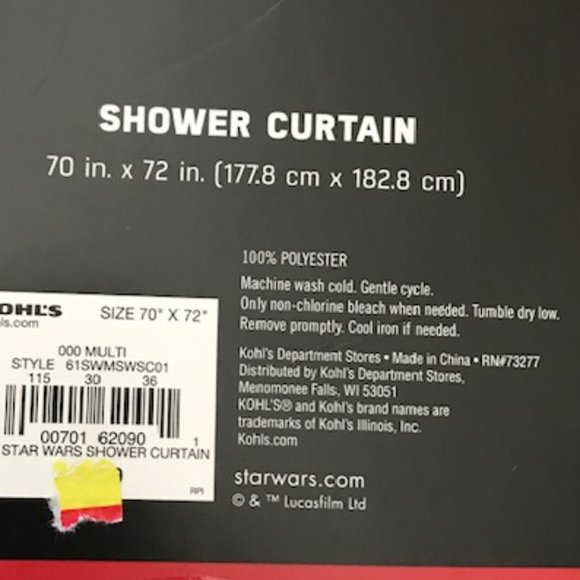 SHOWER CURTAIN
70 in. x 72 in. (177.8 cm x 182.8 cm)
100% POLYESTER
Machine wash cold. Gentle cycle.
Only non-chlorine bleach when needed. Tumble dry low.
Remove promptly. Cool iron if needed.
Kohl's Department Stores • Made in China • RN#73277
Distributed by Kohl's Department Stores,
Menomonee Falls, WI 53051
KOHL'S® and Kohl's brand names are
trademarks of Kohl's Illinois, Inc.
Kohls.com
starwars.com
© & ™ Lucasfilm Ltd
OHL'S
ls.com
SIZE 70" X 72"
000 MULTI
STYLE 61SWMSWSC01
115 30 36
00701 62090 1
STAR WARS SHOWER CURTAIN
RPI